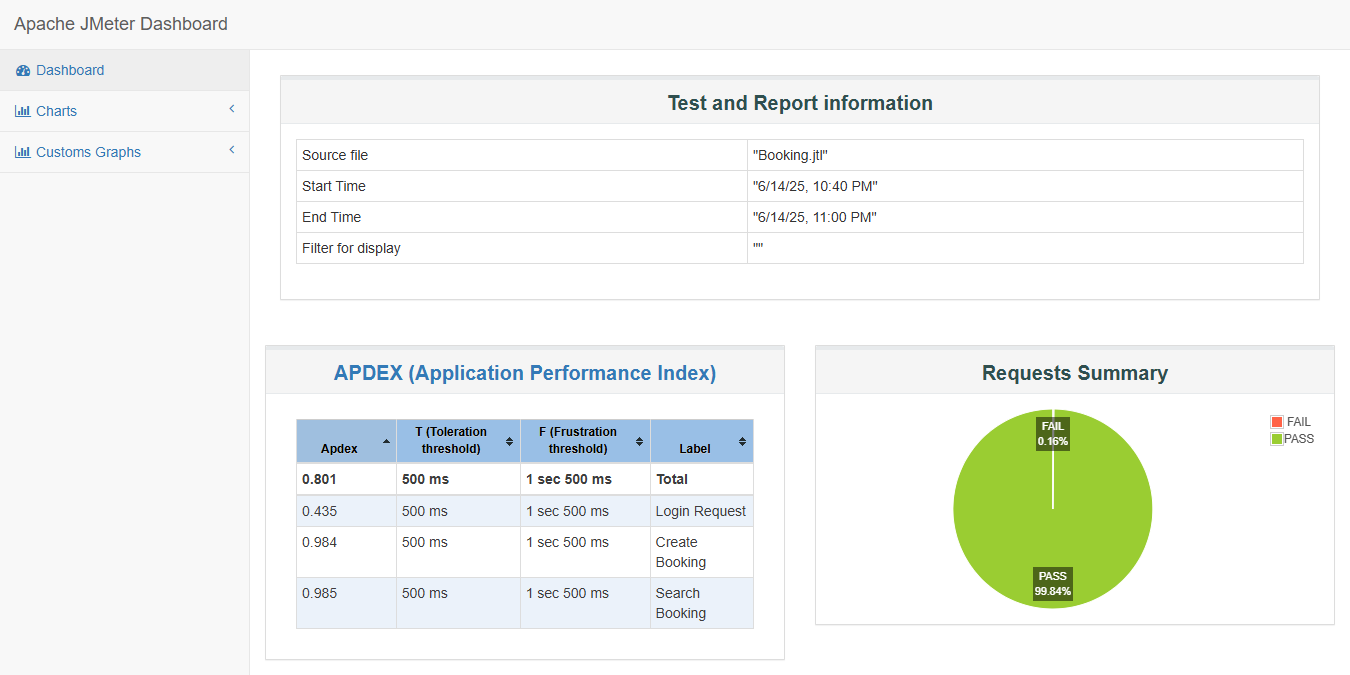 Apache JMeter Dashboard
Dashboard
Charts
Customs Graphs
Test and Report information
Source file "Booking.jtl"
Start Time "6/14/25, 10:40 PM"
End Time "6/14/25, 11:00 PM"
Filter for display ""
APDEX (Application Performance Index)
Apdex T (Toleration threshold) F (Frustration threshold) Label
0.801 500 ms 1 sec 500 ms Total
0.435 500 ms 1 sec 500 ms Login Request
0.984 500 ms 1 sec 500 ms Create
Booking
0.985 500 ms 1 sec 500 ms Search
Booking
Requests Summary
FAIL
0.16%
PASS
99.84%
FAIL
PASS